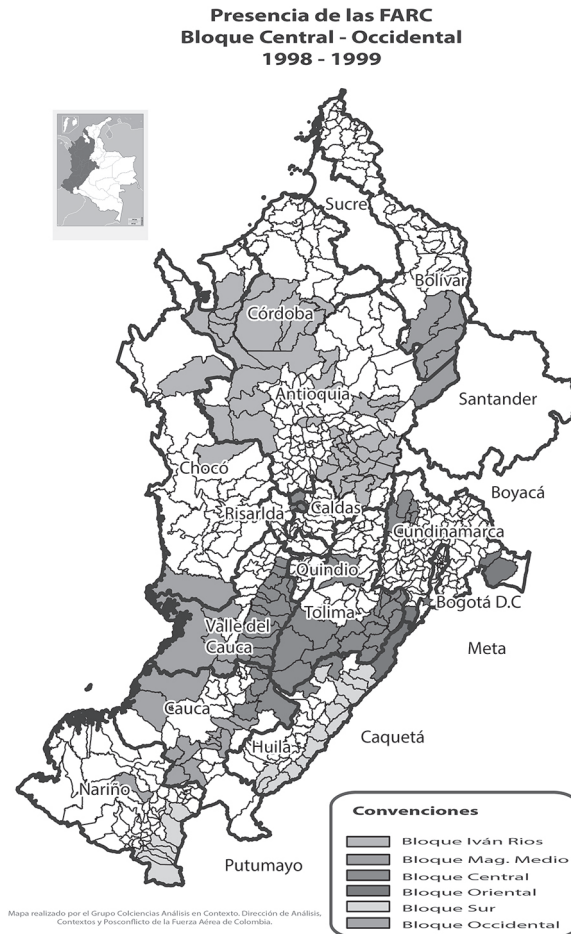 Presencia de las FARC
Bloque Central - Occidental
1998 - 1999
Sucre
Bolívar
Córdoba
Antioquia
Santander
Chocó
Boyacá
Risarlda
Caldas
Cundinamarca
Quindio
Bogotá D.C
Tolima
Valle del
Cauca
Meta
Cauca
Caquetá
Huila
Nariño
Putumayo
Convenciones
Bloque Iván Rios
Bloque Mag. Medio
Bloque Central
Bloque Oriental
Bloque Sur
Bloque Occidental
Mapa realizado por el Grupo Colciencias Análisis en Contexto. Dirección de Análisis,
Contextos y Posconflicto de la Fuerza Aérea de Colombia.